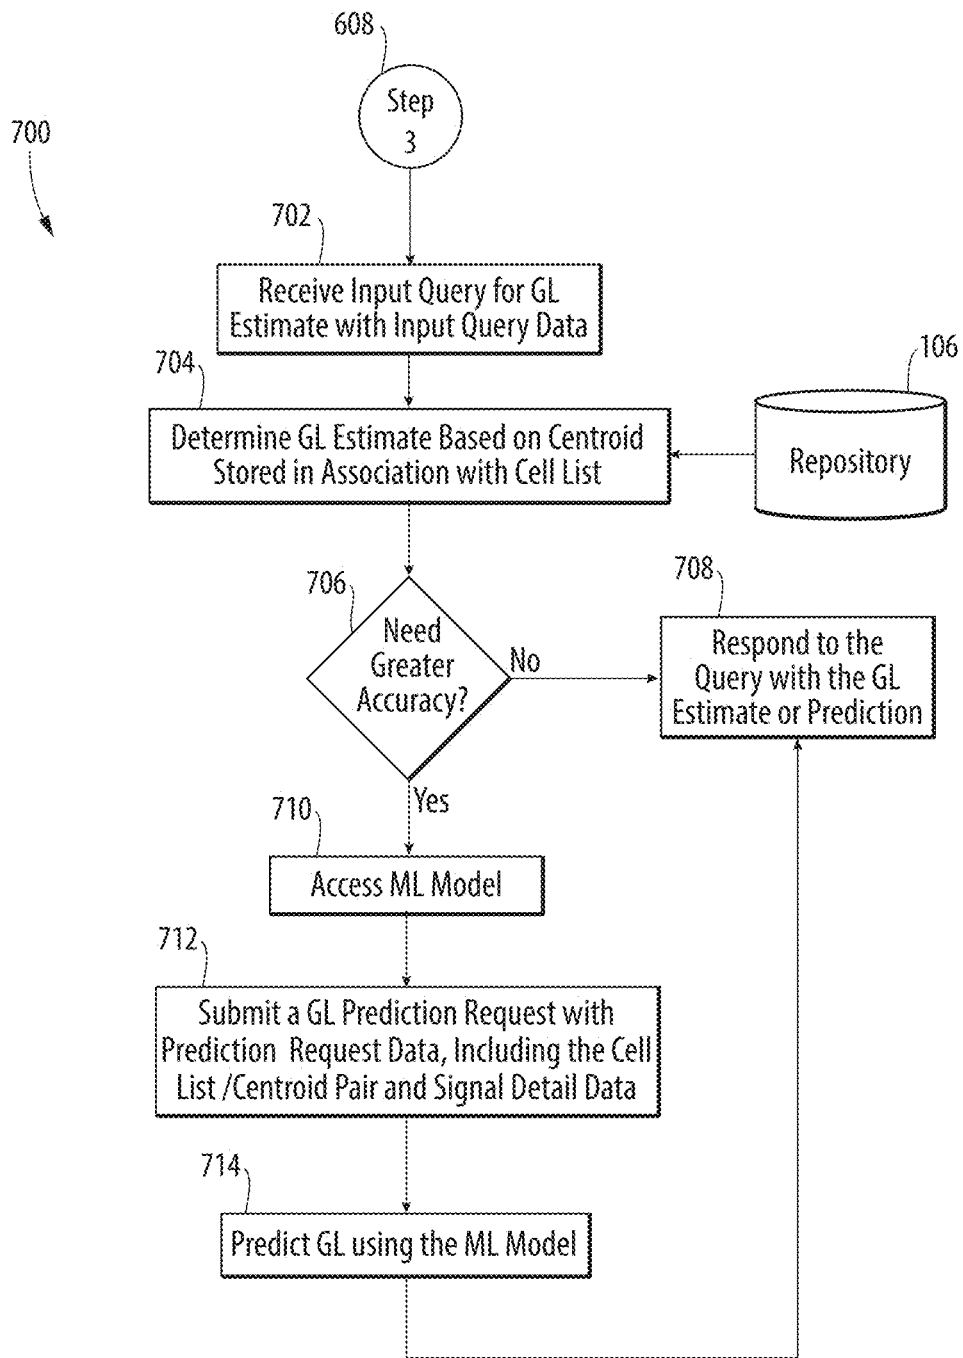 608
Step
3
700
702
Receive Input Query for GL
Estimate with Input Query Data
704
106
Determine GL Estimate Based on Centroid
Stored in Association with Cell List
Repository
706
Need
Greater
Accuracy?
No
708
Respond to the
Query with the GL
Estimate or Prediction
Yes
710
Access ML Model
712
Submit a GL Prediction Request with
Prediction Request Data, Including the Cell
List /Centroid Pair and Signal Detail Data
714
Predict GL using the ML Model